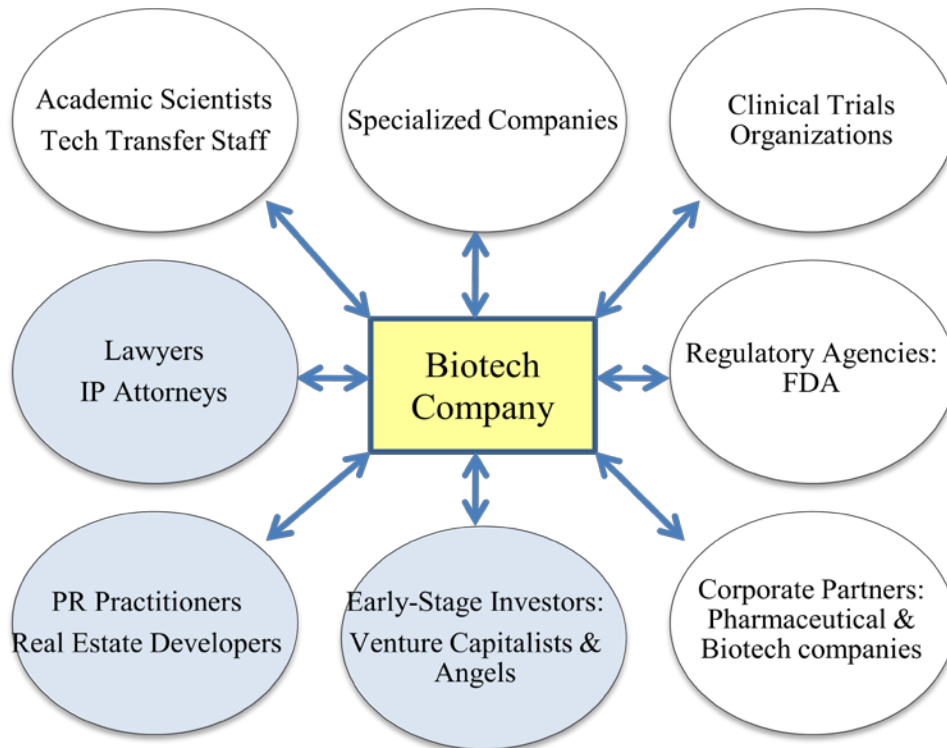 Academic Scientists
Tech Transfer Staff
Specialized Companies
Clinical Trials
Organizations
Lawyers
IP Attorneys
Biotech
Company
Regulatory Agencies:
FDA
PR Practitioners
Real Estate Developers
Early-Stage Investors:
Venture Capitalists &
Angels
Corporate Partners:
Pharmaceutical &
Biotech companies